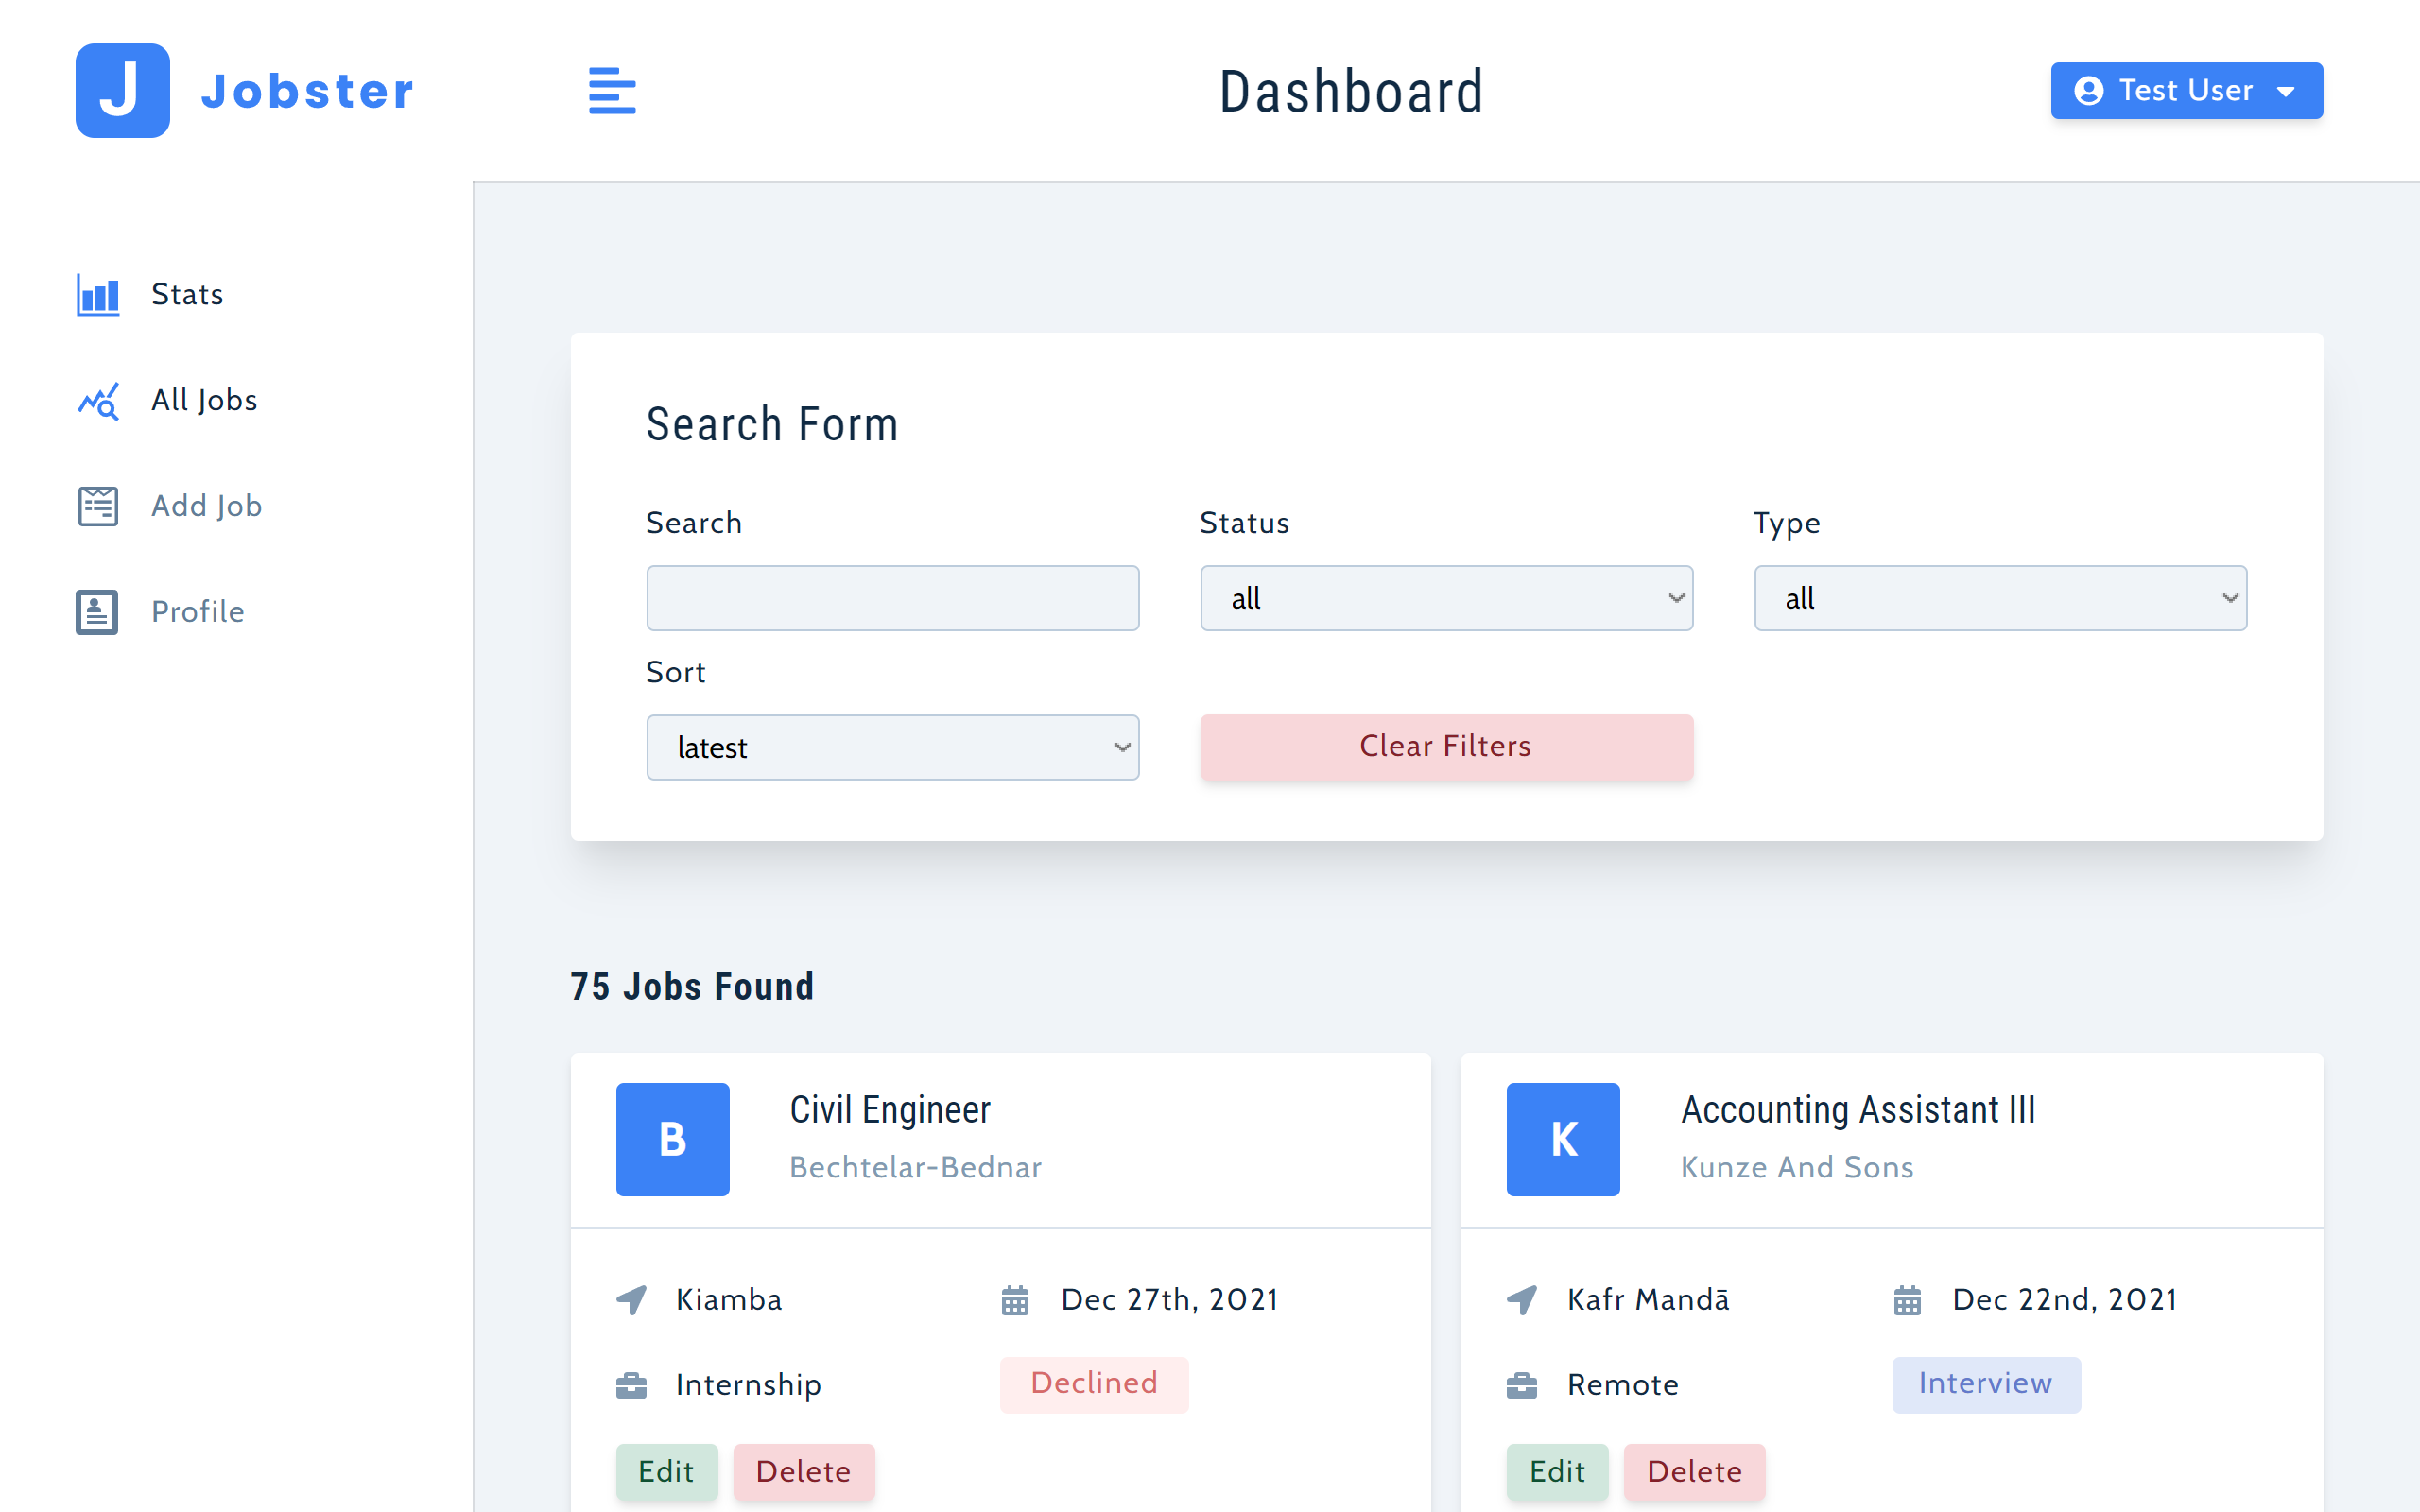 J Jobster
Dashboard
Test User
Stats
All Jobs
Add Job
Profile
Search Form
Search
Status
Type
all
all
Sort
latest
Clear Filters
75 Jobs Found
B
Civil Engineer
Bechtelar-Bednar
Kiamba
Dec 27th, 2021
Internship
Declined
Edit
Delete
K
Accounting Assistant III
Kunze And Sons
Kafr Mandā
Dec 22nd, 2021
Remote
Interview
Edit
Delete